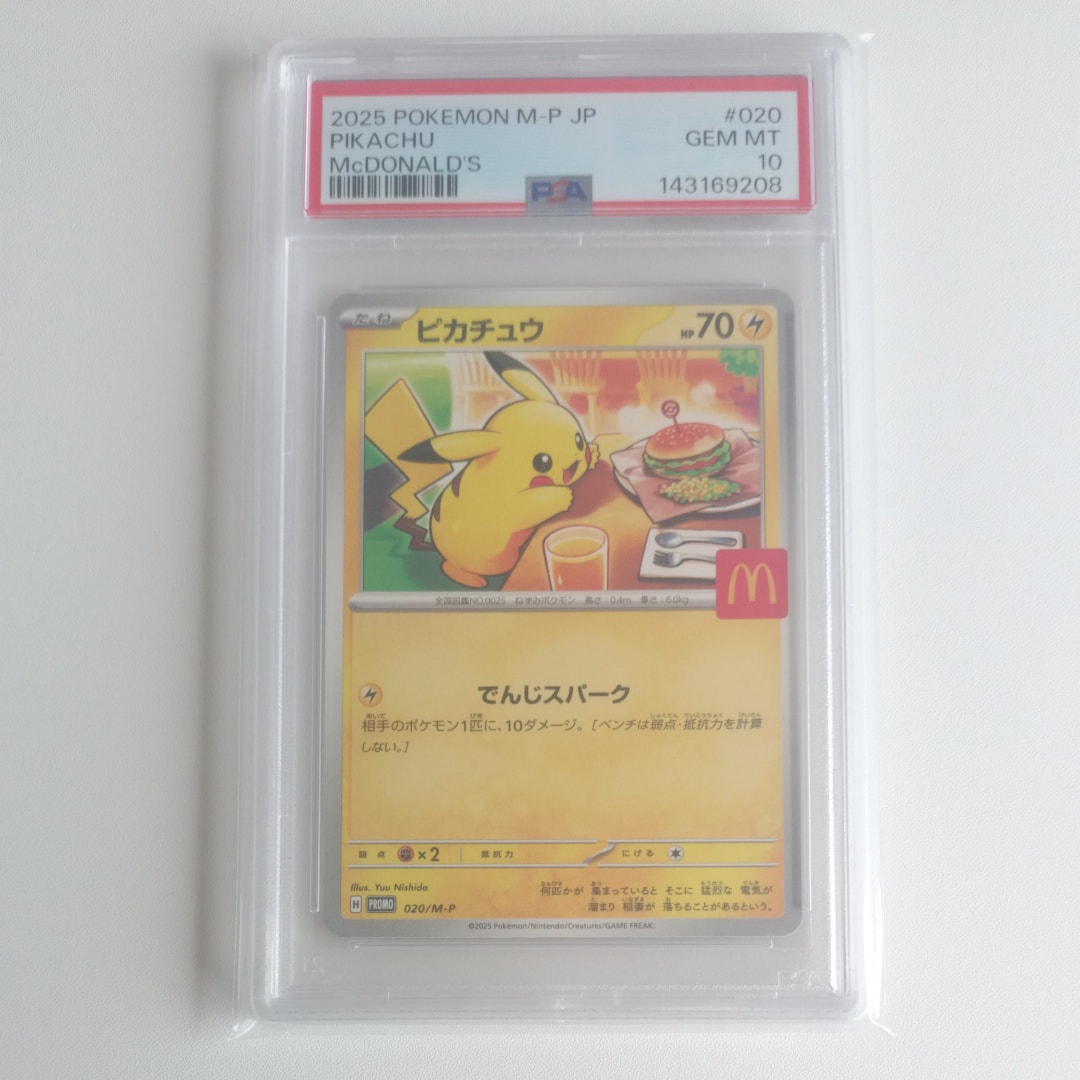 2025 POKEMON M-P JP #020
PIKACHU GEM MT
McDONALD'S 10
143169208
PSA
たね ピカチュウ HP70
全国図鑑NO.0025 ねずみポケモン 高さ:0.4m 重さ:6.0kg
M
でんじスパーク
相手のポケモン1匹に、10ダメージ。[ベンチは弱点・抵抗力を計算
しない。]
弱点 ×2 抵抗力 にげる
Illus. Yuu Nishida
H PROMO 020/M-P
何匹かが 集まっていると そこに 猛烈な 電気が
溜まり 稲妻が 落ちることがあるという。
©2025 Pokémon/Nintendo/Creatures/GAME FREAK.